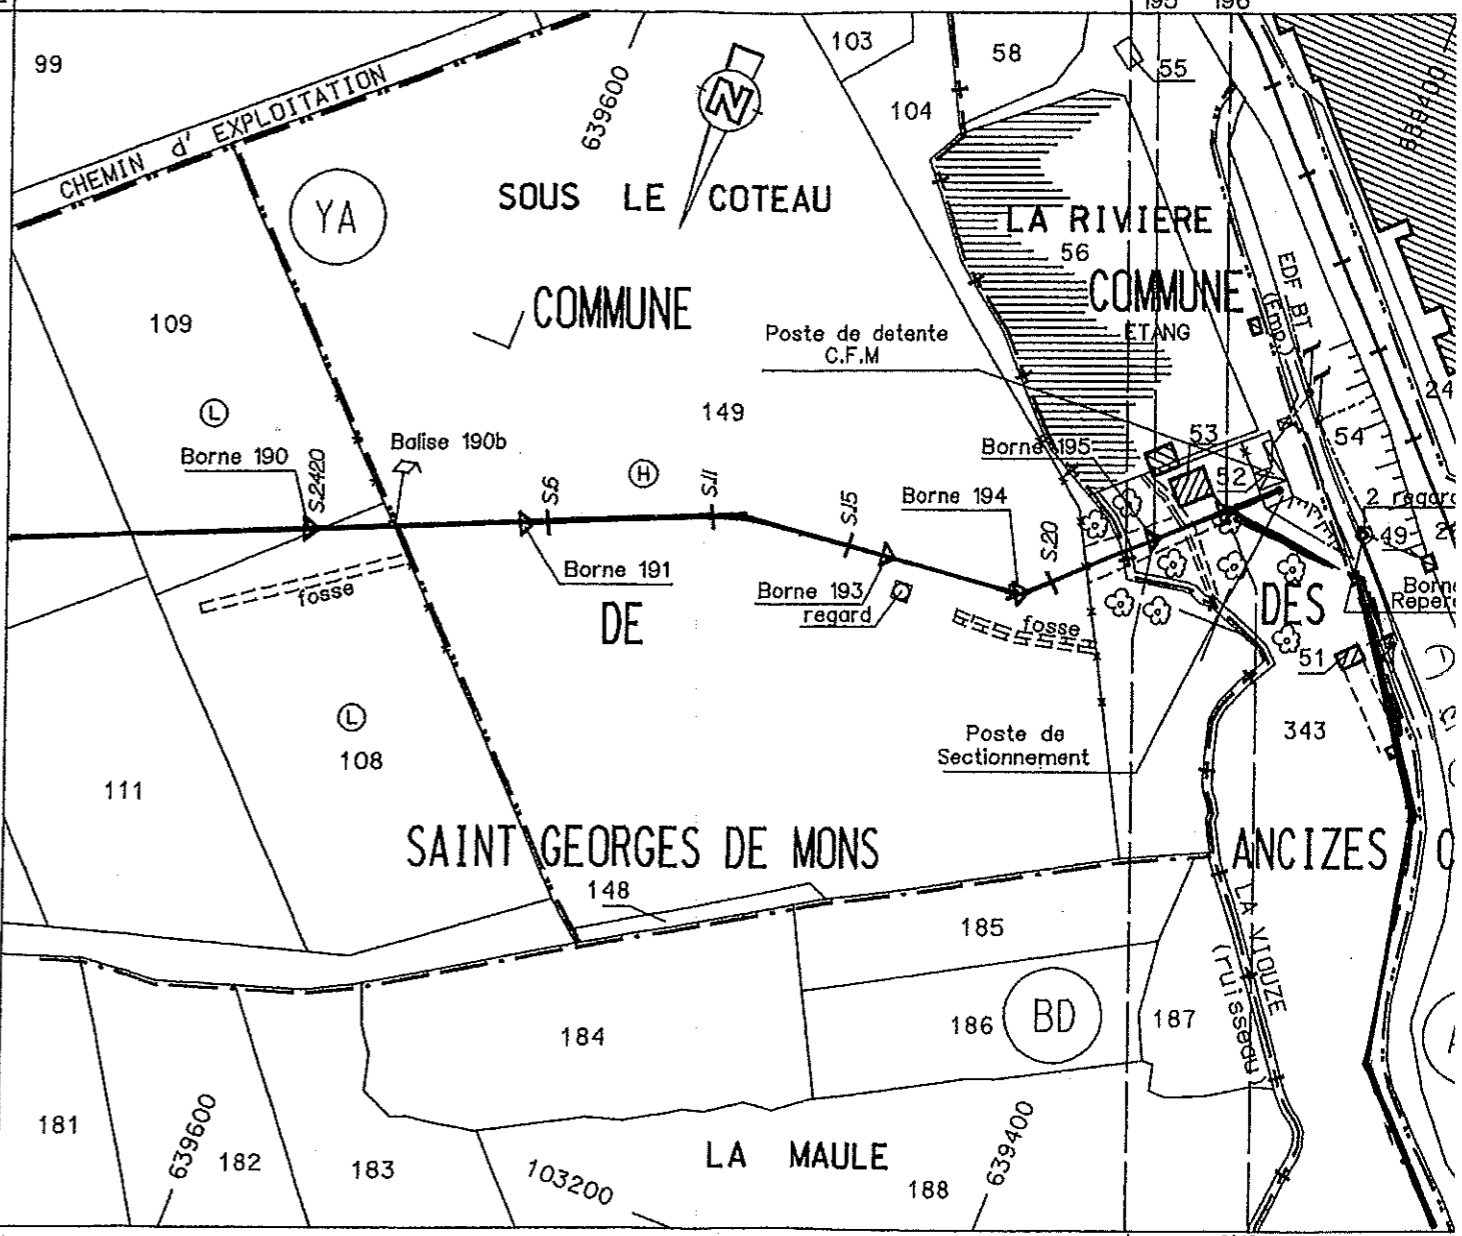 195 196
99
CHEMIN d' EXPLOITATION
639600
N
103
58
55
104
639400
YA
SOUS LE COTEAU
LA RIVIERE
56
109
COMMUNE
COMMUNE
ETANG
EDF BT
(Emp.)
Poste de detente
C.F.M
24
L
149
53
54
Borne 190
S.2420
Balise 190b
H
S.6
S.11
Borne 195
52
Borne 194
2 regard
S.15
S.20
49
Borne 191
fosse
Borne 193
regard
fosse
Borne
Repere
DE
DES
51
L
108
Poste de
Sectionnement
343
111
SAINT GEORGES DE MONS
ANCIZES
148
185
LA VIOUZE
(ruisseau)
184
186
BD
187
181
639600
182
183
103200
LA MAULE
639400
188